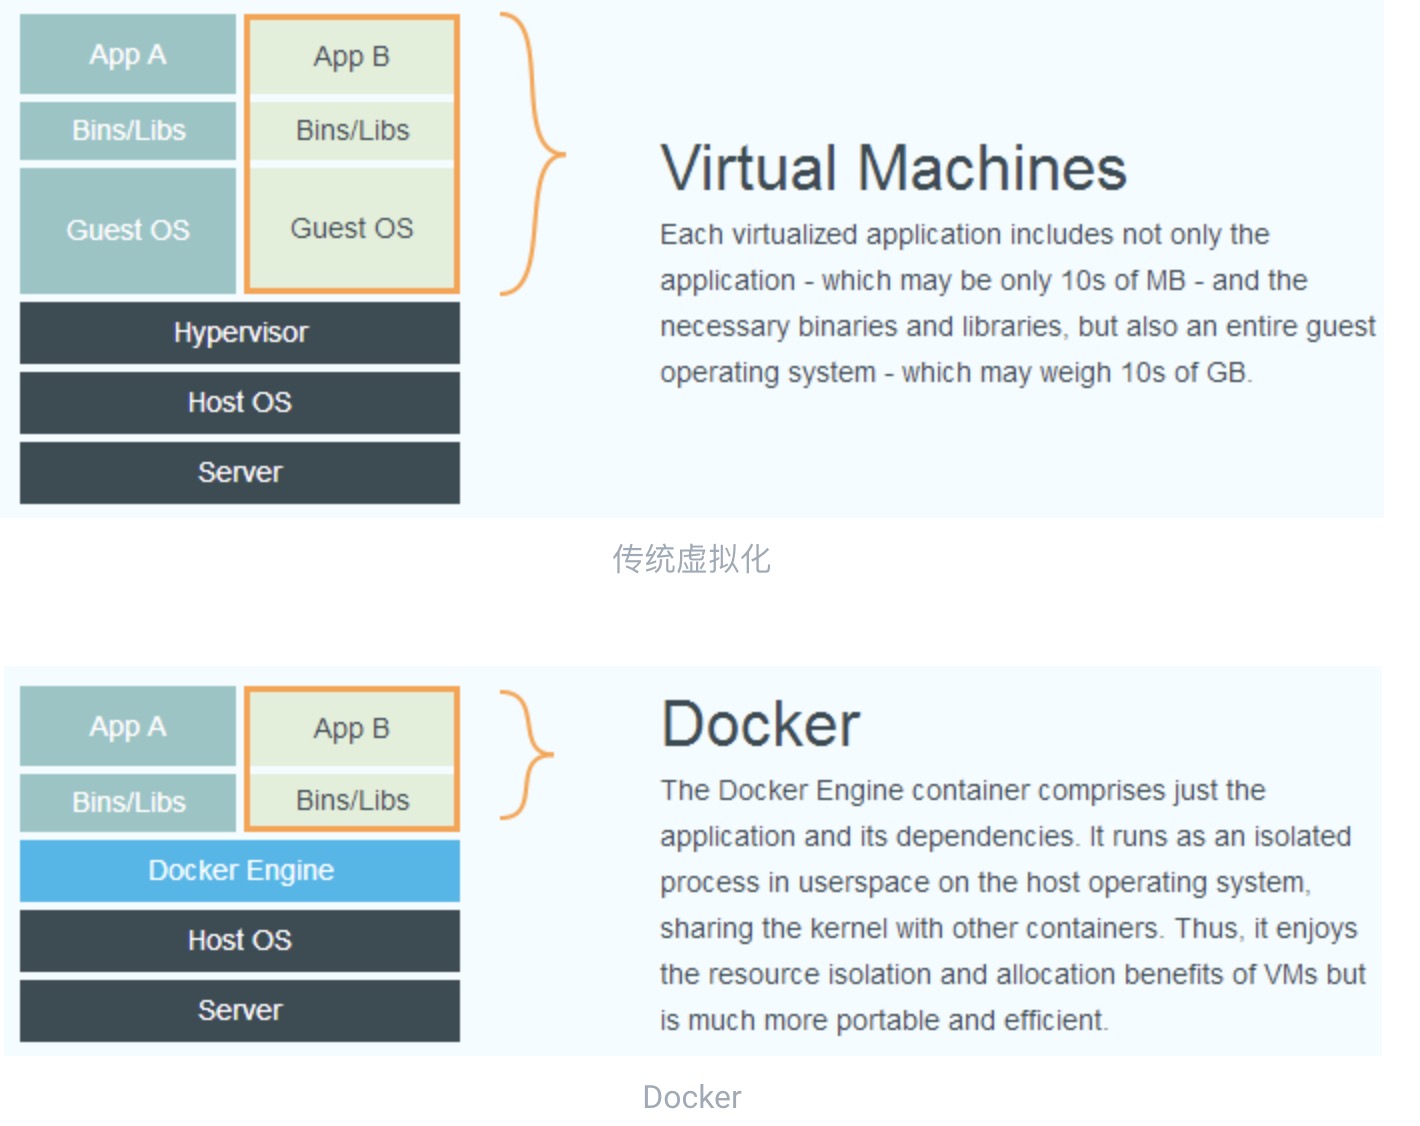 App A
App B
Bins/Libs
Bins/Libs
Guest OS
Guest OS
Hypervisor
Host OS
Server
Virtual Machines
Each virtualized application includes not only the
application - which may be only 10s of MB - and the
necessary binaries and libraries, but also an entire guest
operating system - which may weigh 10s of GB.
传统虚拟化
App A
App B
Bins/Libs
Bins/Libs
Docker Engine
Host OS
Server
Docker
The Docker Engine container comprises just the
application and its dependencies. It runs as an isolated
process in userspace on the host operating system,
sharing the kernel with other containers. Thus, it enjoys
the resource isolation and allocation benefits of VMs but
is much more portable and efficient.
Docker